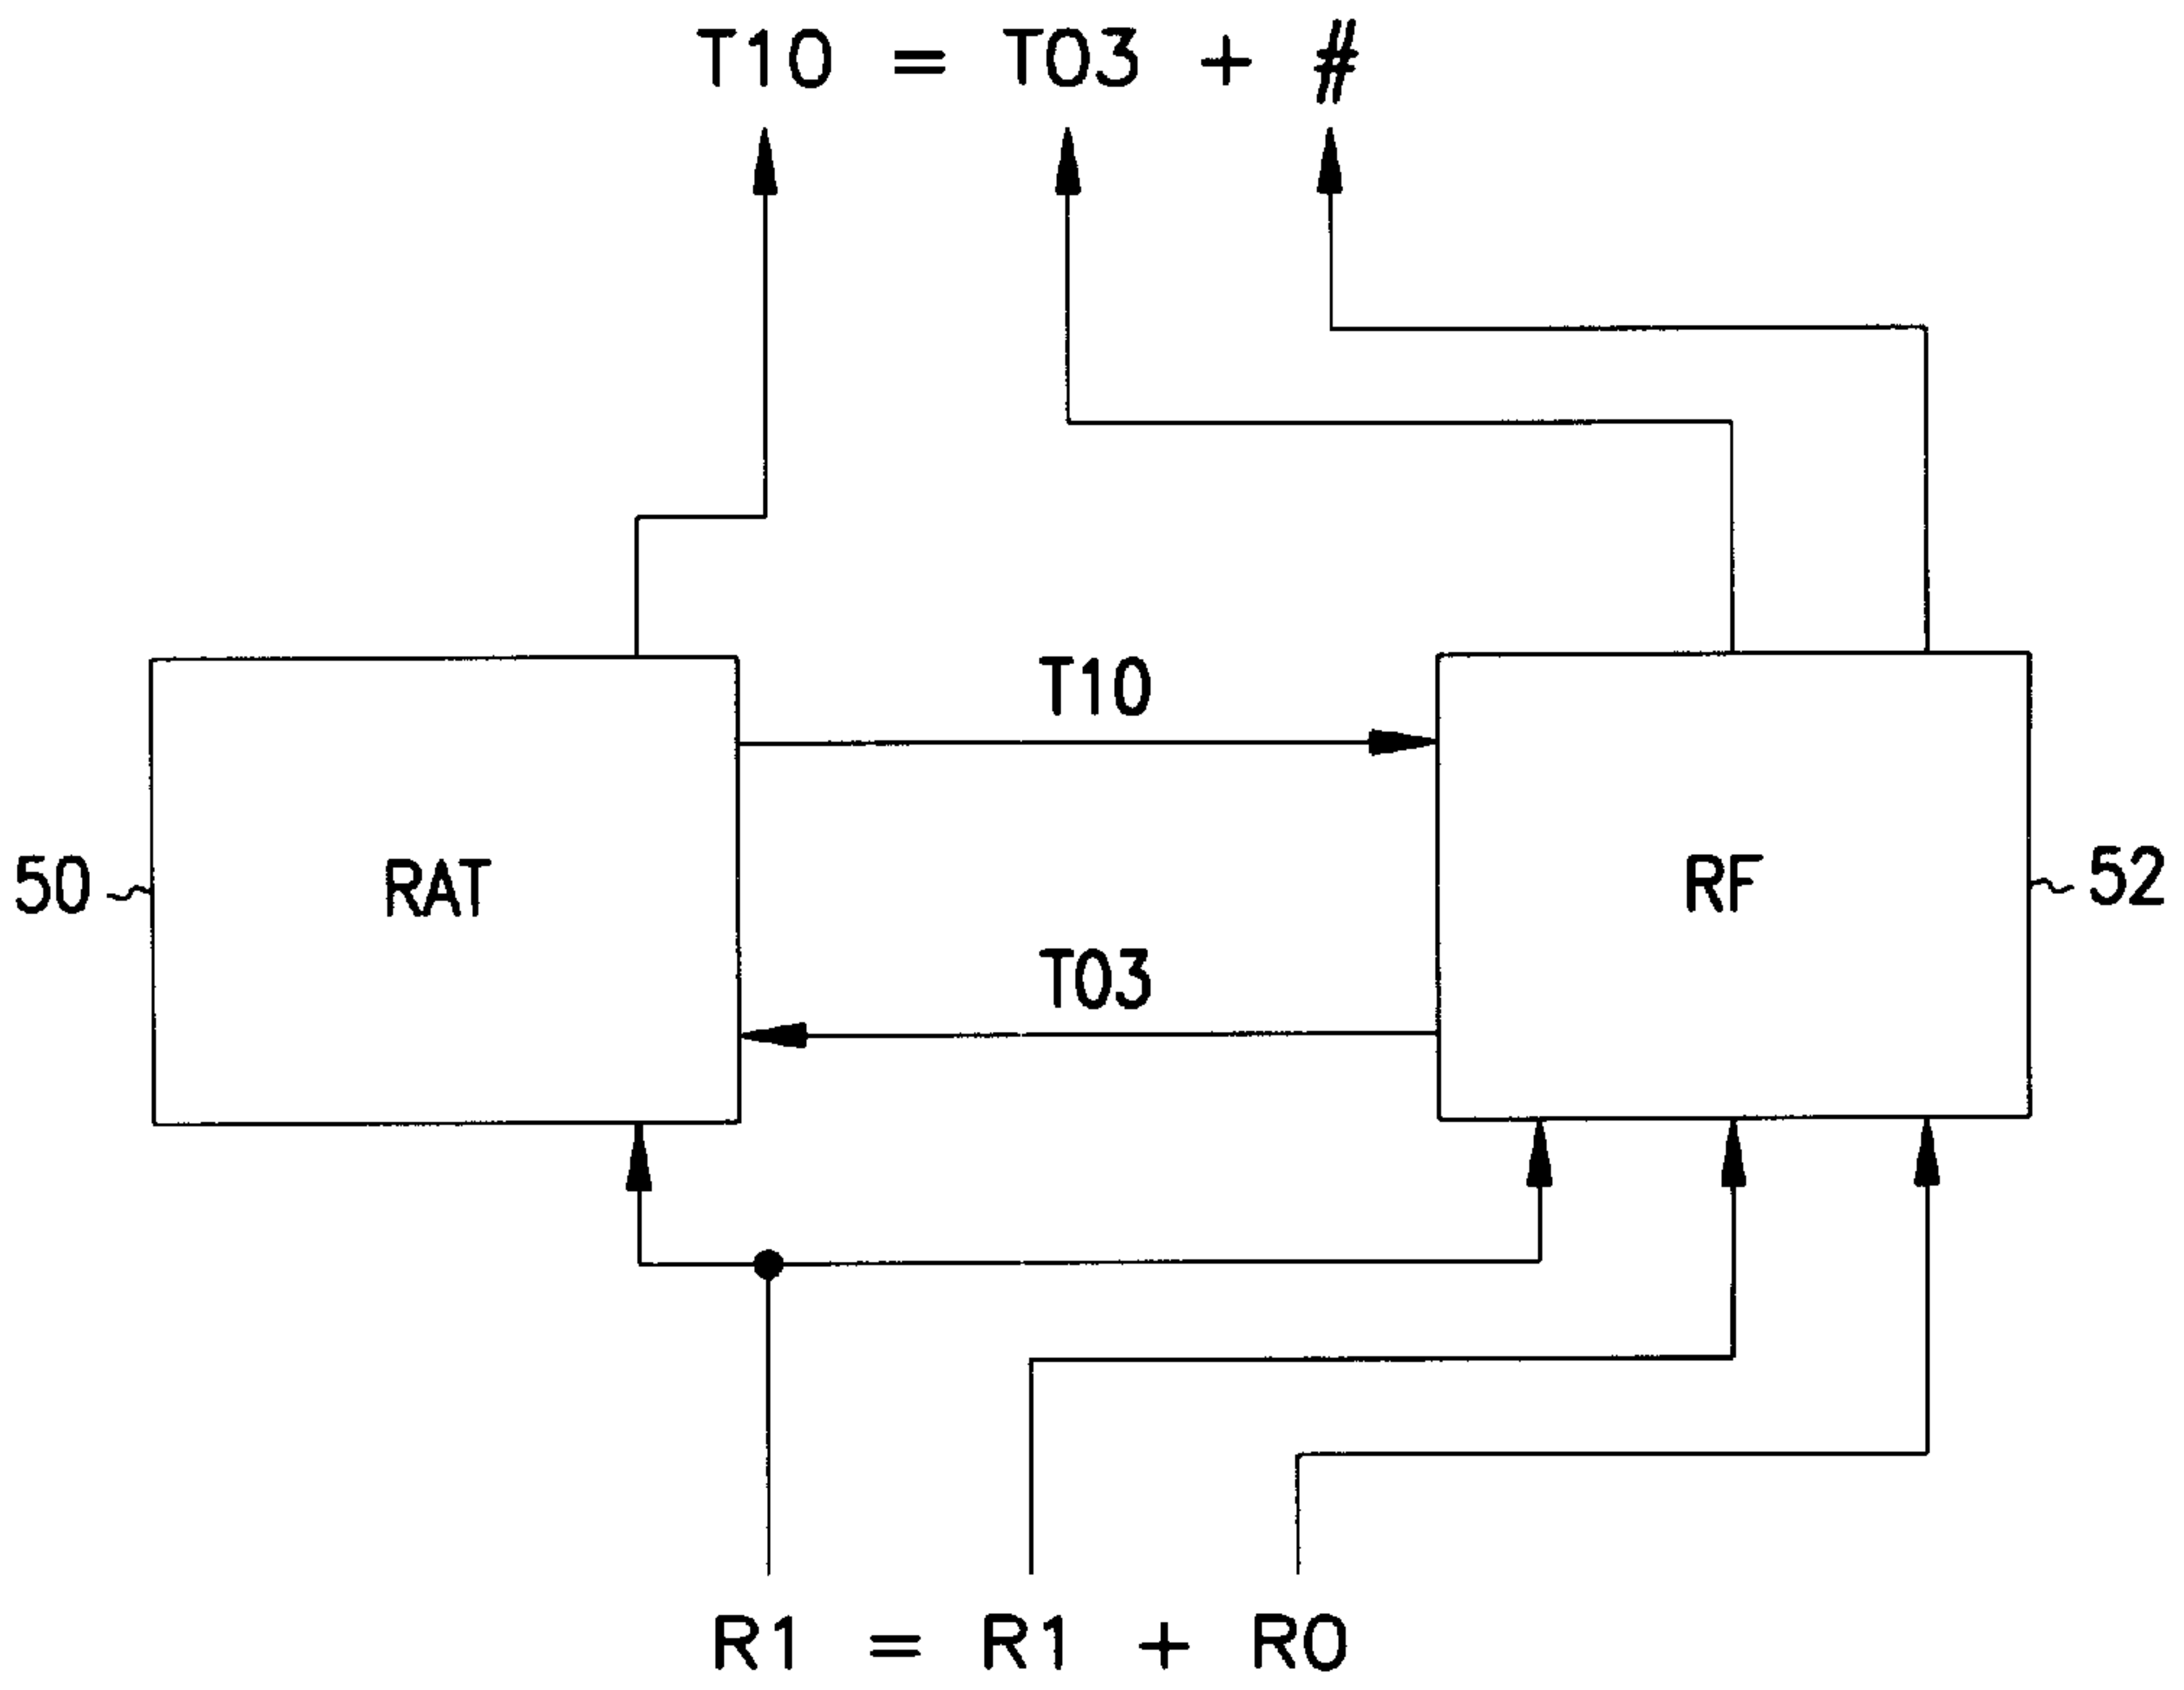 T10 = T03 + #
T10
50 RAT RF 52
T03
R1 = R1 + R0